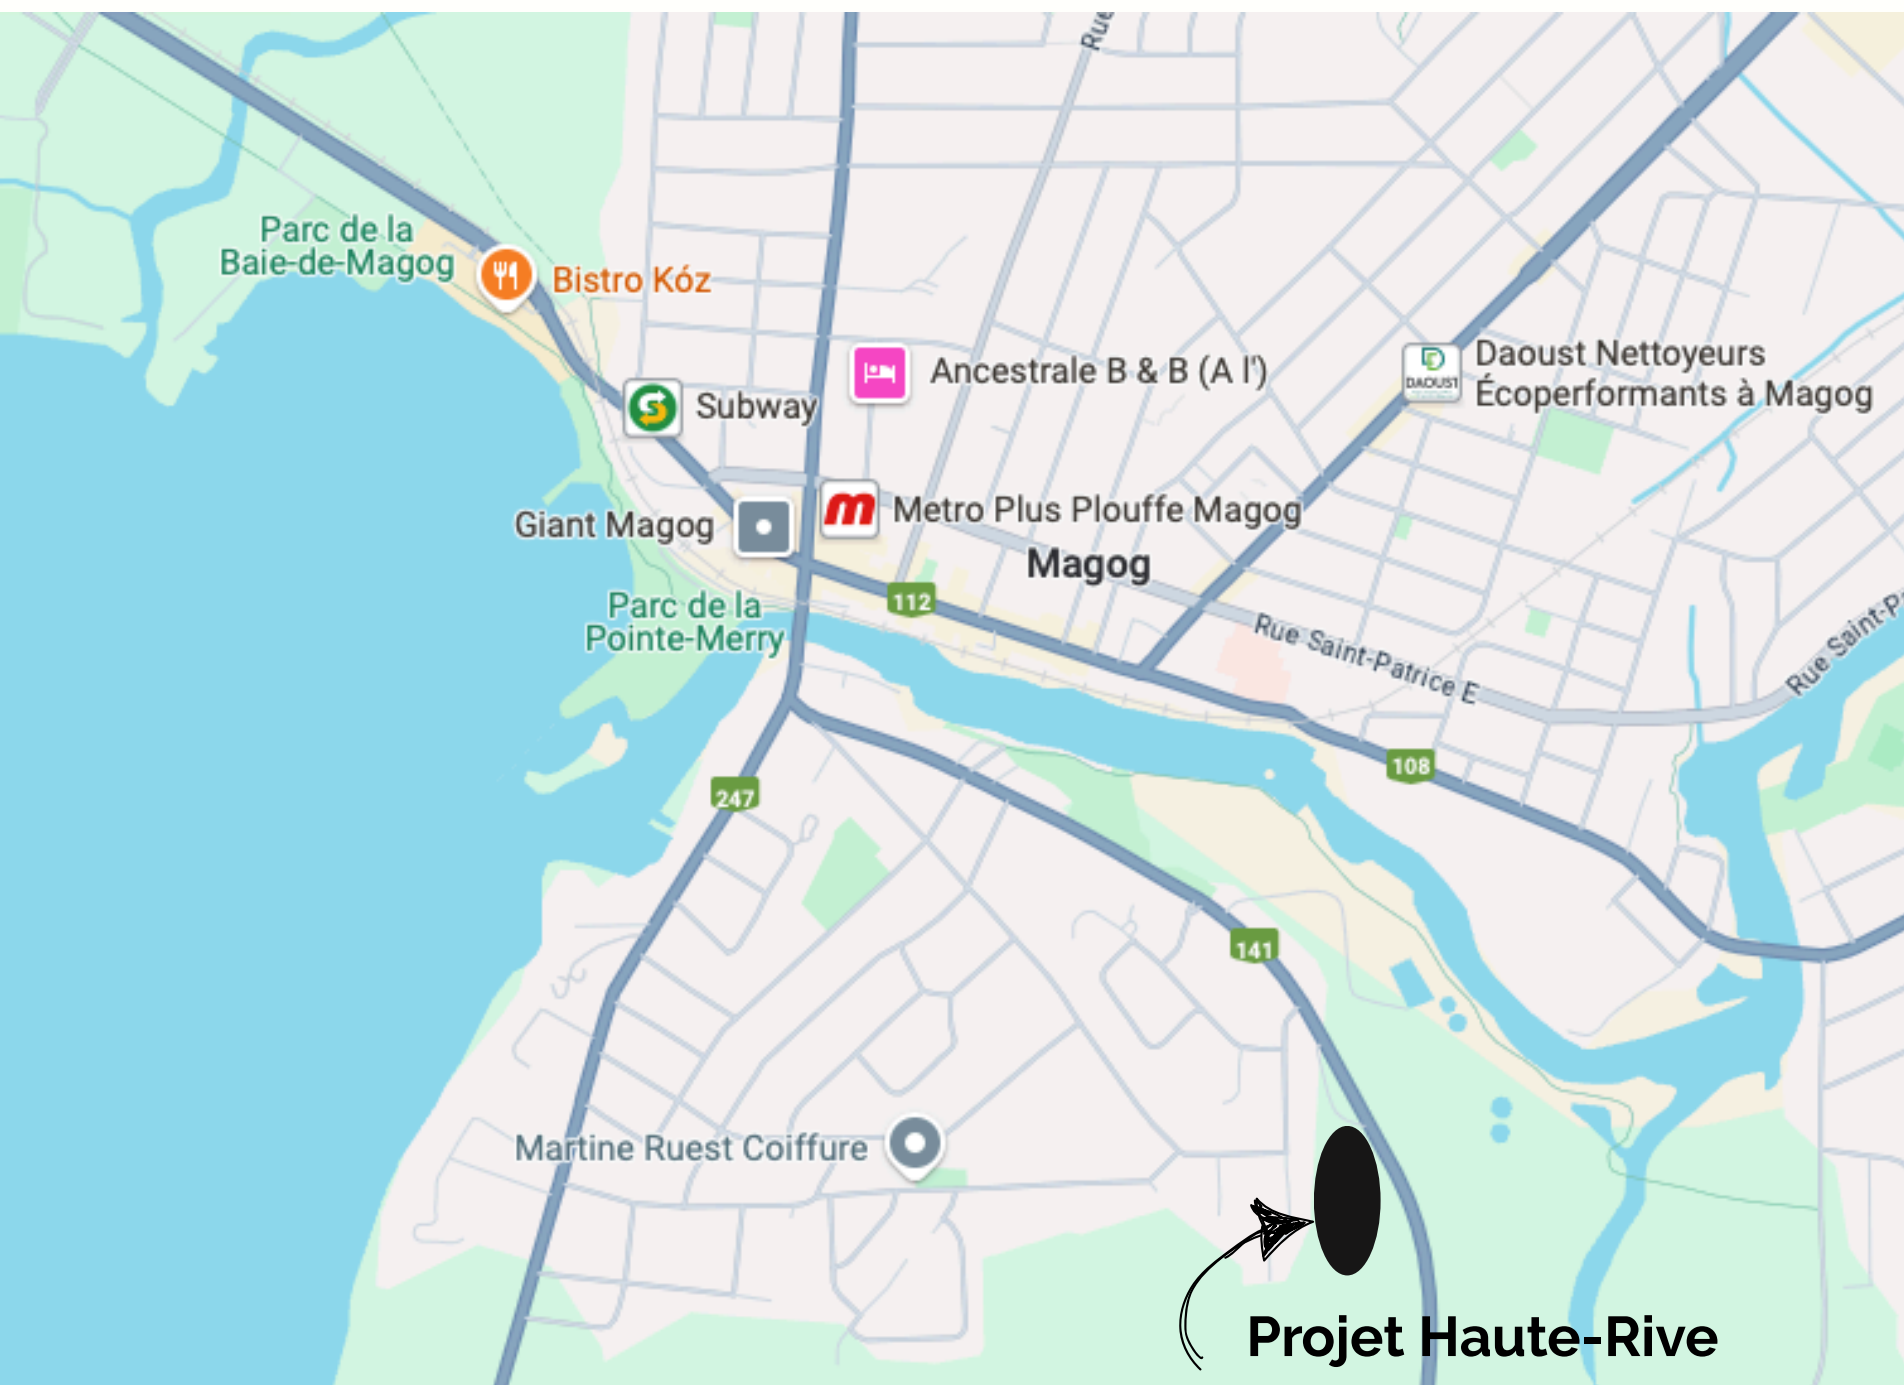 Rue
Parc de la
Baie-de-Magog
Bistro Kóz
Daoust Nettoyeurs
Écoperformants à Magog
DAOUST
Ancestrale B & B (A l')
Subway
Metro Plus Plouffe Magog
m
Giant Magog
Magog
112
Parc de la
Pointe-Merry
Rue Saint-Patrice E
Rue Saint-P
108
247
141
Martine Ruest Coiffure
Projet Haute-Rive